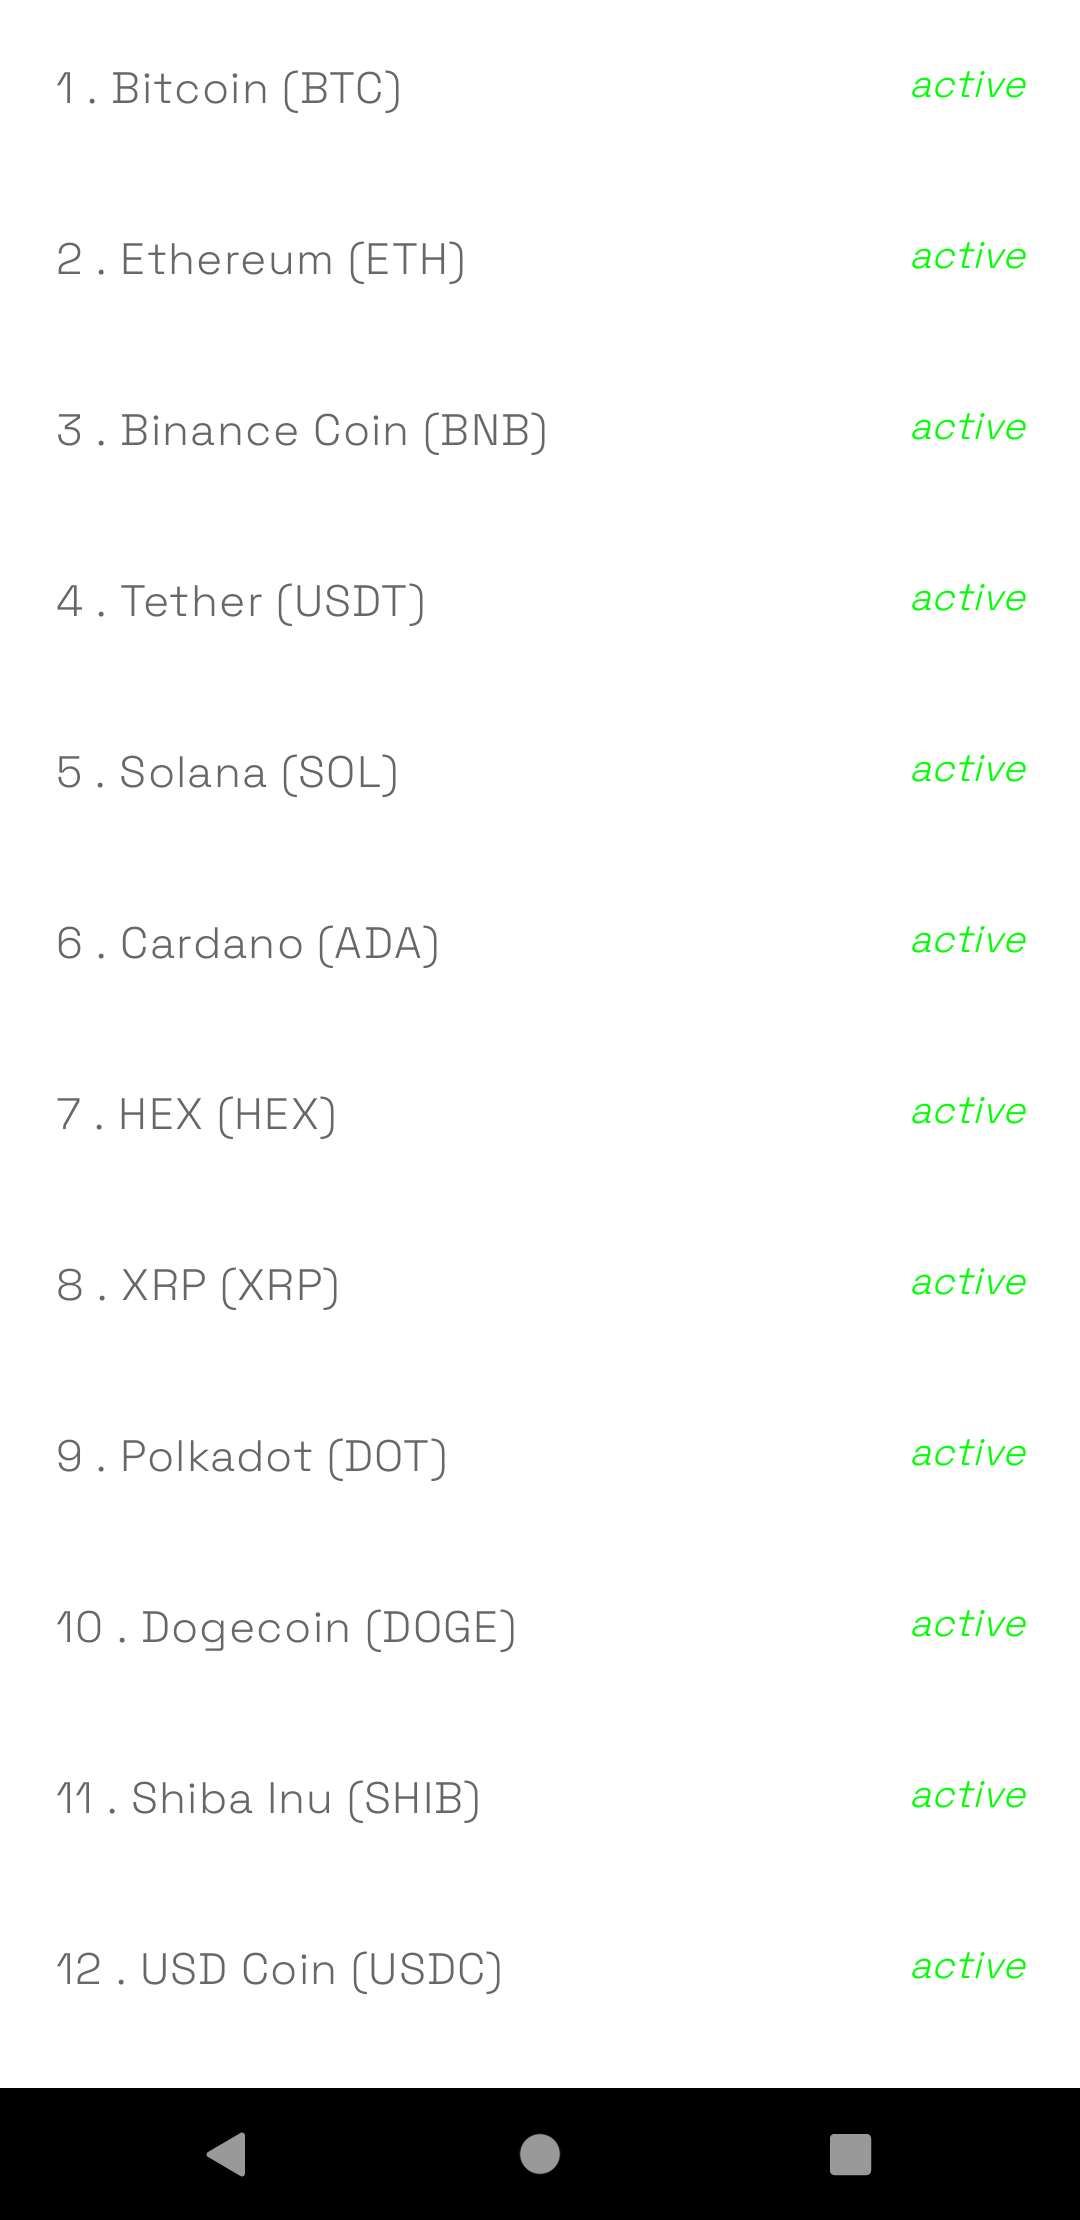 1 . Bitcoin (BTC) active
2 . Ethereum (ETH) active
3 . Binance Coin (BNB) active
4 . Tether (USDT) active
5 . Solana (SOL) active
6 . Cardano (ADA) active
7 . HEX (HEX) active
8 . XRP (XRP) active
9 . Polkadot (DOT) active
10 . Dogecoin (DOGE) active
11 . Shiba Inu (SHIB) active
12 . USD Coin (USDC) active